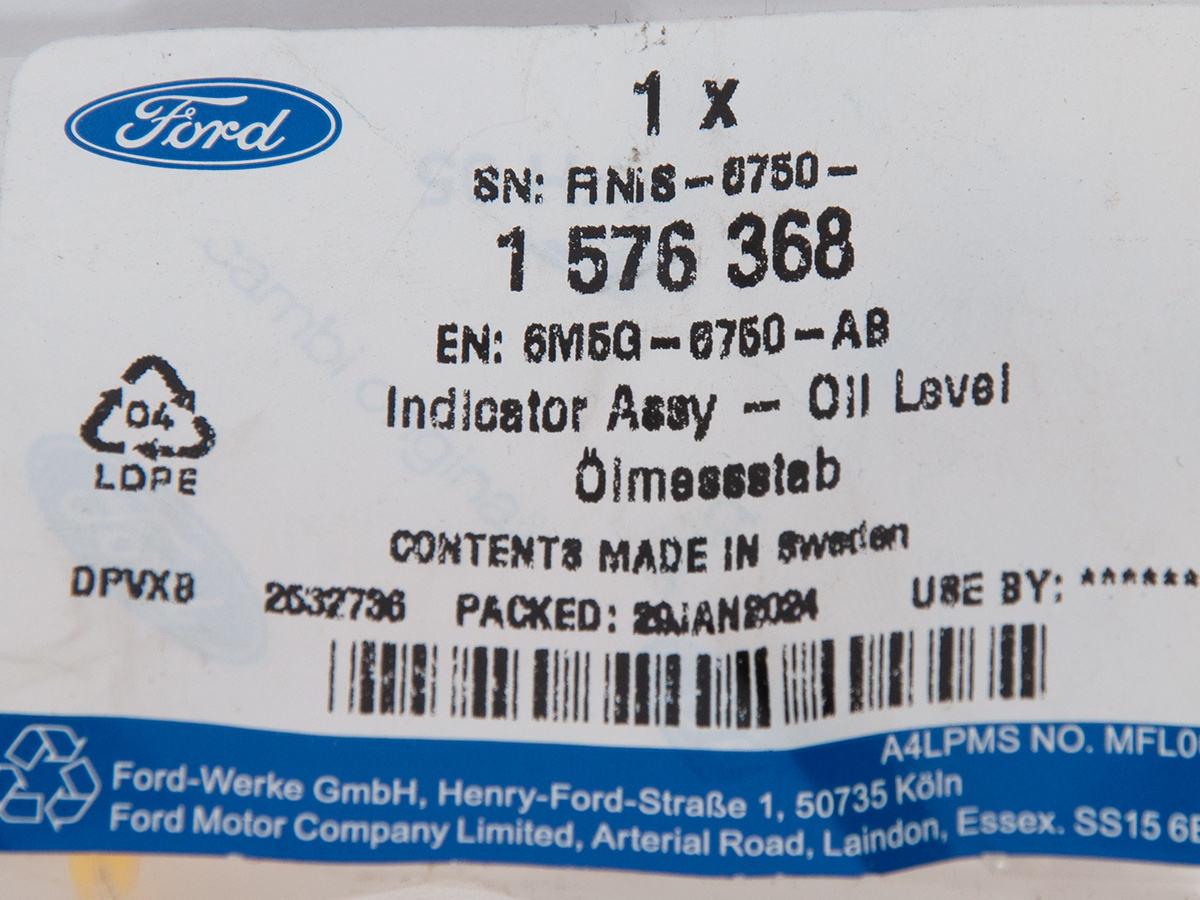 Ford
1 x
SN: FIN/S-6750-
1 576 368
EN: 6M5G-6750-AB
Indicator Assy - Oil Level
Ölmessstab
CONTENTS MADE IN Sweden
04
LDPE
DPVXB 2632736 PACKED: 29JAN2024 USE BY: ******
A4LPMS NO. MFL0
Ford-Werke GmbH, Henry-Ford-Straße 1, 50735 Köln
Ford Motor Company Limited, Arterial Road, Laindon, Essex. SS15 6E